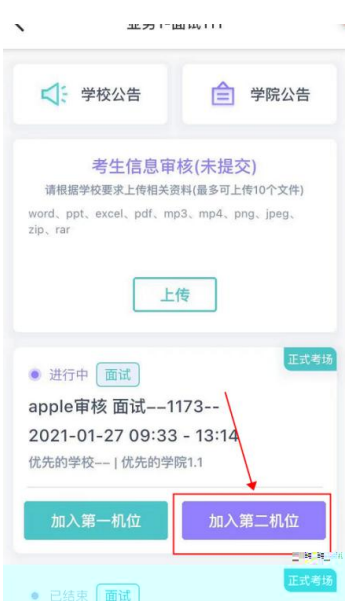 学校公告
学院公告
考生信息审核(未提交)
请根据学校要求上传相关资料(最多可上传10个文件)
word、ppt、excel、pdf、mp3、mp4、png、jpeg、
zip、rar
上传
正式考场
进行中 面试
apple审核 面试--1173--
2021-01-27 09:33 - 13:14
优先的学校-- | 优先的学院1.1
加入第一机位
加入第二机位
正式考场
已结束 面试